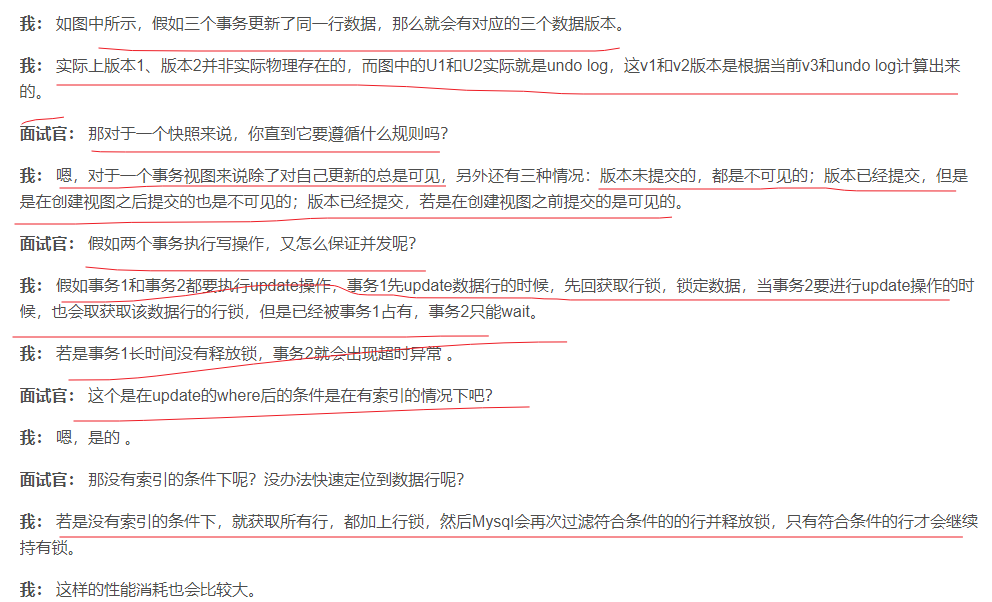 我： 如图中所示，假如三个事务更新了同一行数据，那么就会有对应的三个数据版本。
我： 实际上版本1、版本2并非实际物理存在的，而图中的U1和U2实际就是undo log，这v1和v2版本是根据当前v3和undo log计算出来
的。
面试官： 那对于一个快照来说，你直到它要遵循什么规则吗？
我： 嗯，对于一个事务视图来说除了对自己更新的总是可见，另外还有三种情况：版本未提交的，都是不可见的；版本已经提交，但是
是在创建视图之后提交的也是不可见的；版本已经提交，若是在创建视图之前提交的是可见的。
面试官： 假如两个事务执行写操作，又怎么保证并发呢？
我： 假如事务1和事务2都要执行update操作，事务1先update数据行的时候，先回获取行锁，锁定数据，当事务2要进行update操作的时
候，也会取获取该数据行的行锁，但是已经被事务1占有，事务2只能wait。
我： 若是事务1长时间没有释放锁，事务2就会出现超时异常 。
面试官： 这个是在update的where后的条件是在有索引的情况下吧？
我： 嗯，是的 。
面试官： 那没有索引的条件下呢？没办法快速定位到数据行呢？
我： 若是没有索引的条件下，就获取所有行，都加上行锁，然后Mysql会再次过滤符合条件的的行并释放锁，只有符合条件的行才会继续
持有锁。
我： 这样的性能消耗也会比较大。